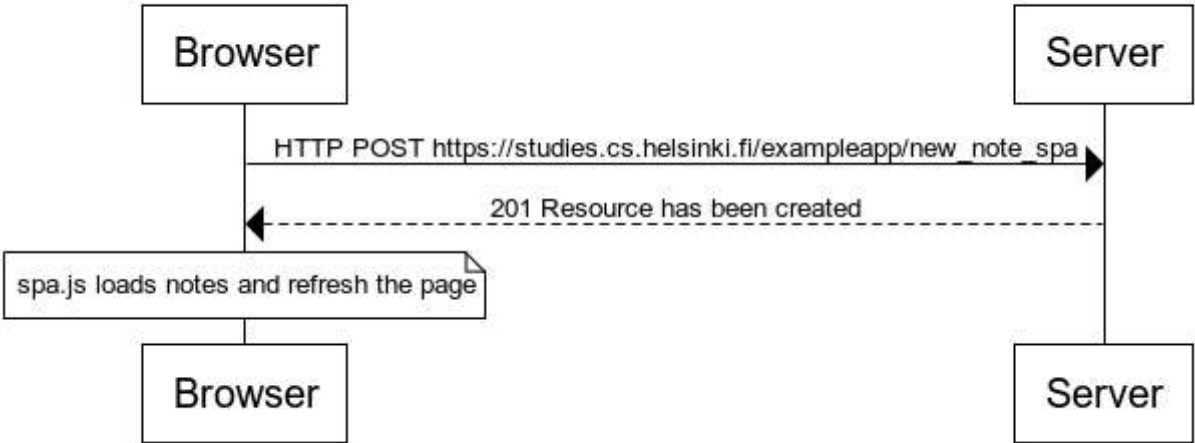 Browser
Server
HTTP POST https://studies.cs.helsinki.fi/exampleapp/new_note_spa
201 Resource has been created
spa.js loads notes and refresh the page
Browser
Server